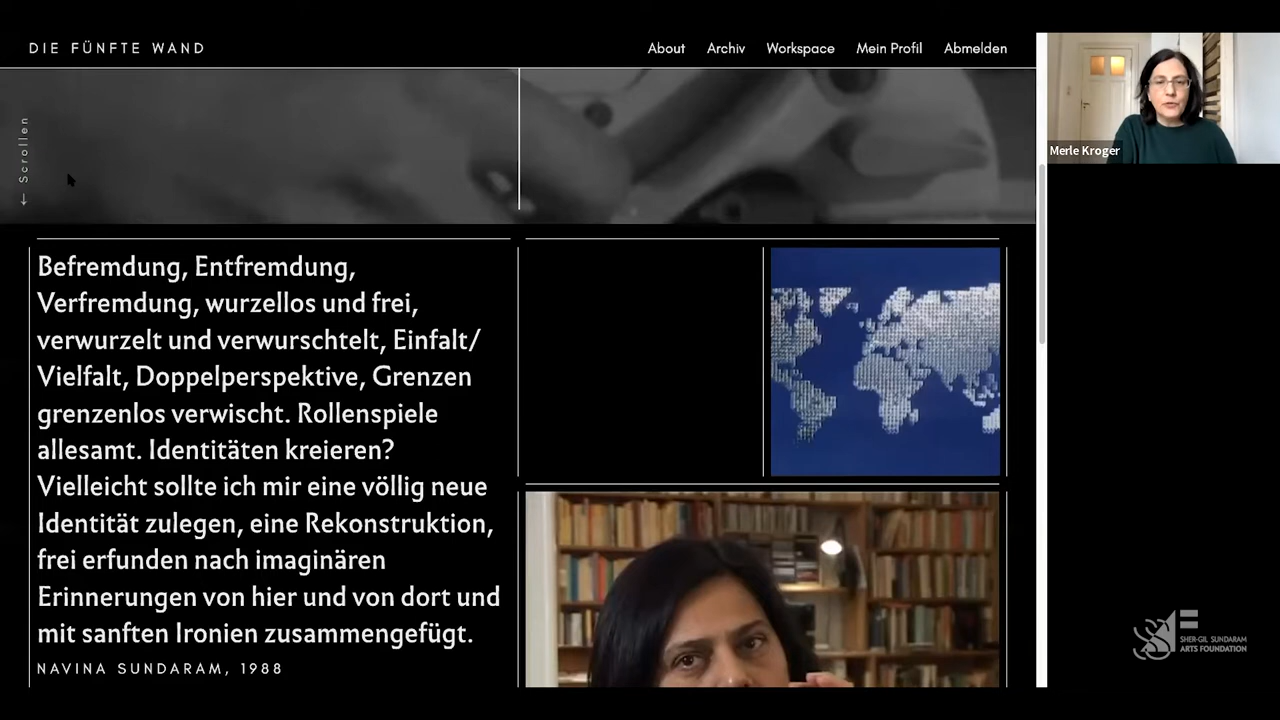 DIE FÜNFTE WAND
About Archiv Workspace Mein Profil Abmelden
← Scrollen
Merle Kroger
Befremdung, Entfremdung,
Verfremdung, wurzellos und frei,
verwurzelt und verwurschtelt, Einfalt/
Vielfalt, Doppelperspektive, Grenzen
grenzenlos verwischt. Rollenspiele
allesamt. Identitäten kreieren?
Vielleicht sollte ich mir eine völlig neue
Identität zulegen, eine Rekonstruktion,
frei erfunden nach imaginären
Erinnerungen von hier und von dort und
mit sanften Ironien zusammengefügt.
NAVINA SUNDARAM, 1988
SHER-GIL SUNDARAM
ARTS FOUNDATION